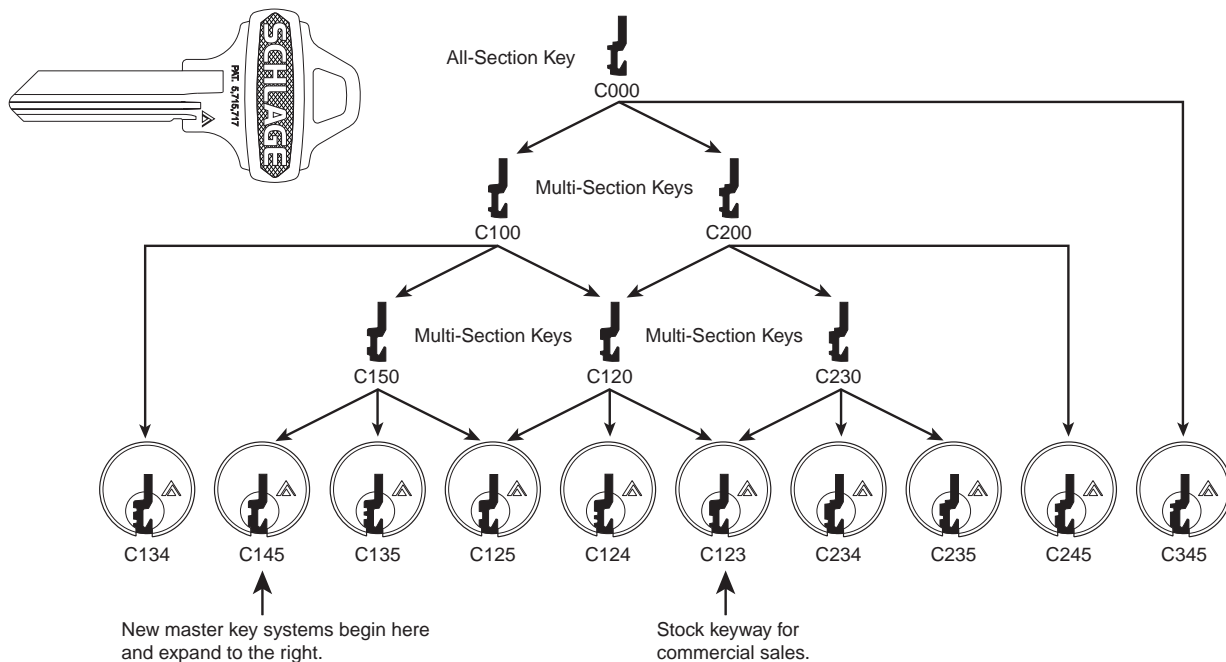 SCHLAGE
PAT. 5,715,717
All-Section Key
C000
Multi-Section Keys
C100
C200
Multi-Section Keys
Multi-Section Keys
C150
C120
C230
C134
C145
C135
C125
C124
C123
C234
C235
C245
C345
New master key systems begin here
and expand to the right.
Stock keyway for
commercial sales.